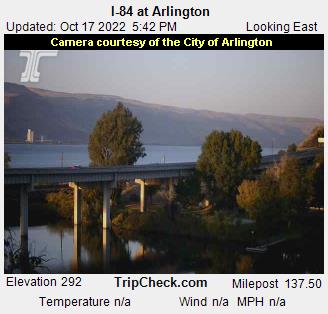 I-84 at Arlington
Updated: Oct 17 2022 5:42 PM Looking East
Camera courtesy of the City of Arlington
Elevation 292 TripCheck.com Milepost 137.50
Temperature n/a Wind n/a MPH n/a